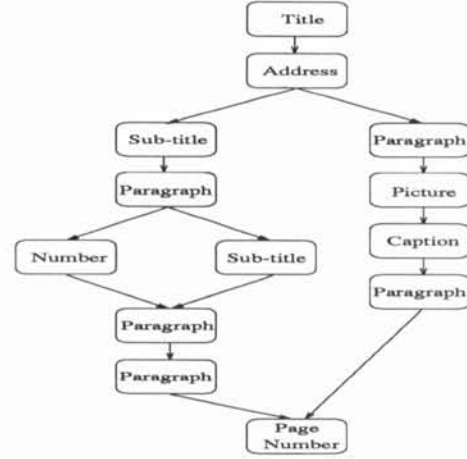 Title
Address
Sub-title
Paragraph
Paragraph
Picture
Number
Sub-title
Caption
Paragraph
Paragraph
Paragraph
Page
Number